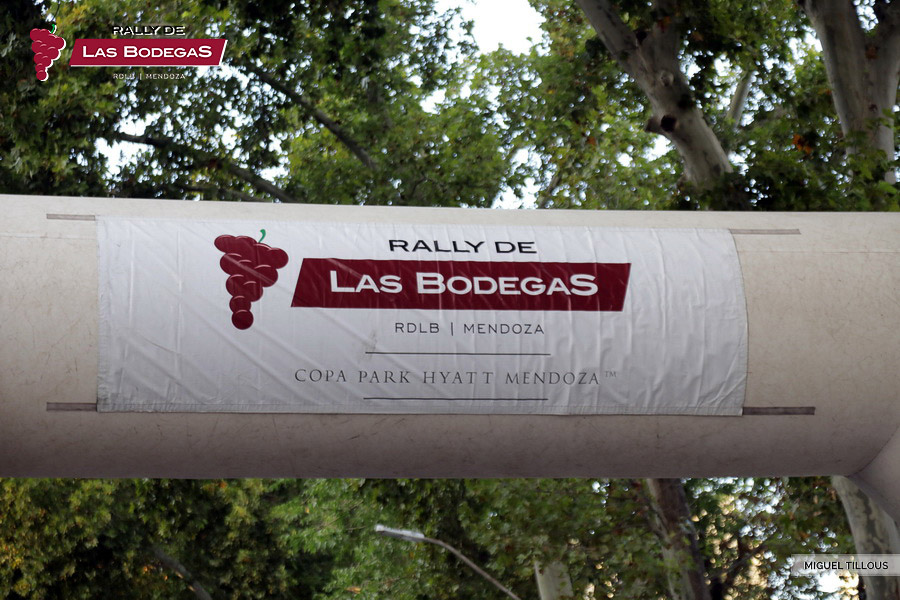 RALLY DE
LAS BODEGAS
RDLB | MENDOZA
RALLY DE
LAS BODEGAS
RDLB | MENDOZA
COPA PARK HYATT MENDOZA™
MIGUEL TILLOUS